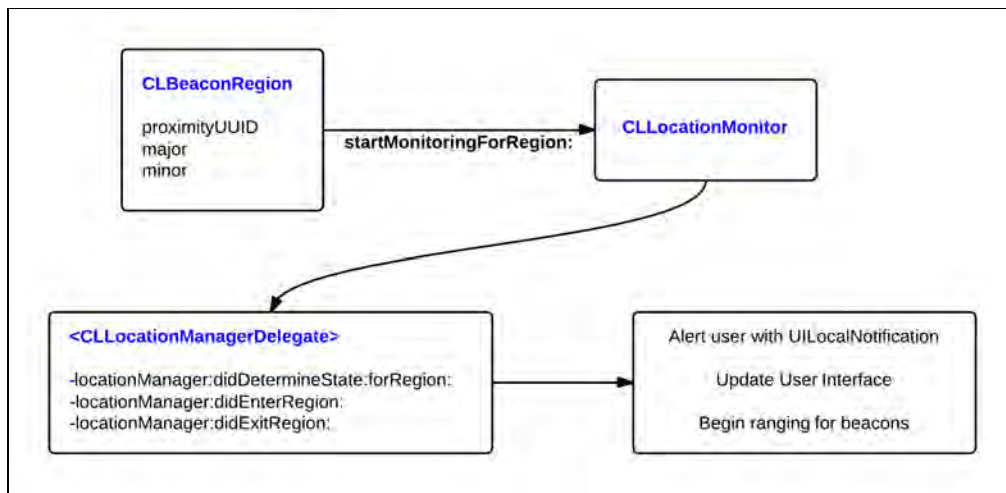 CLBeaconRegion
proximityUUID
major
minor
startMonitoringForRegion:
CLLocationMonitor
<CLLocationManagerDelegate>
-locationManager:didDetermineState:forRegion:
-locationManager:didEnterRegion:
-locationManager:didExitRegion:
Alert user with UILocalNotification
Update User Interface
Begin ranging for beacons